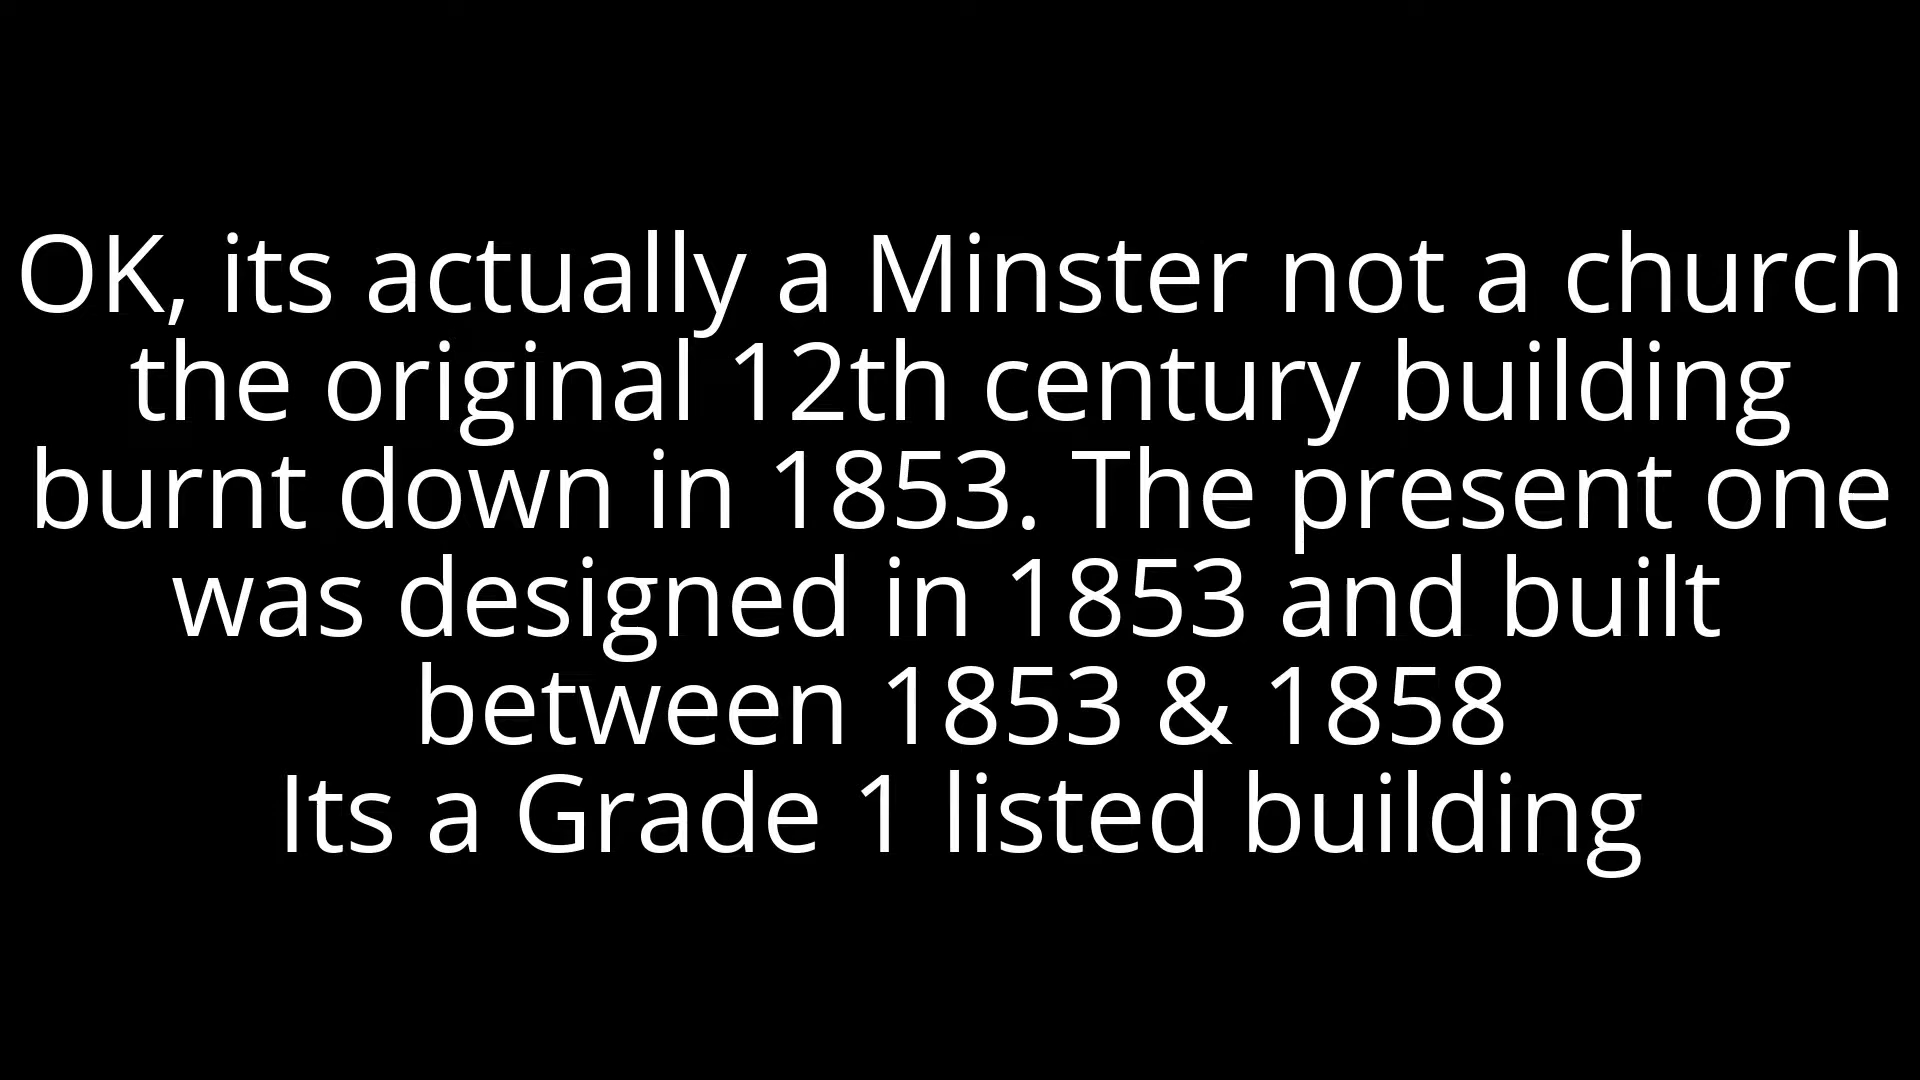 OK, its actually a Minster not a church
the original 12th century building
burnt down in 1853. The present one
was designed in 1853 and built
between 1853 & 1858
Its a Grade 1 listed building